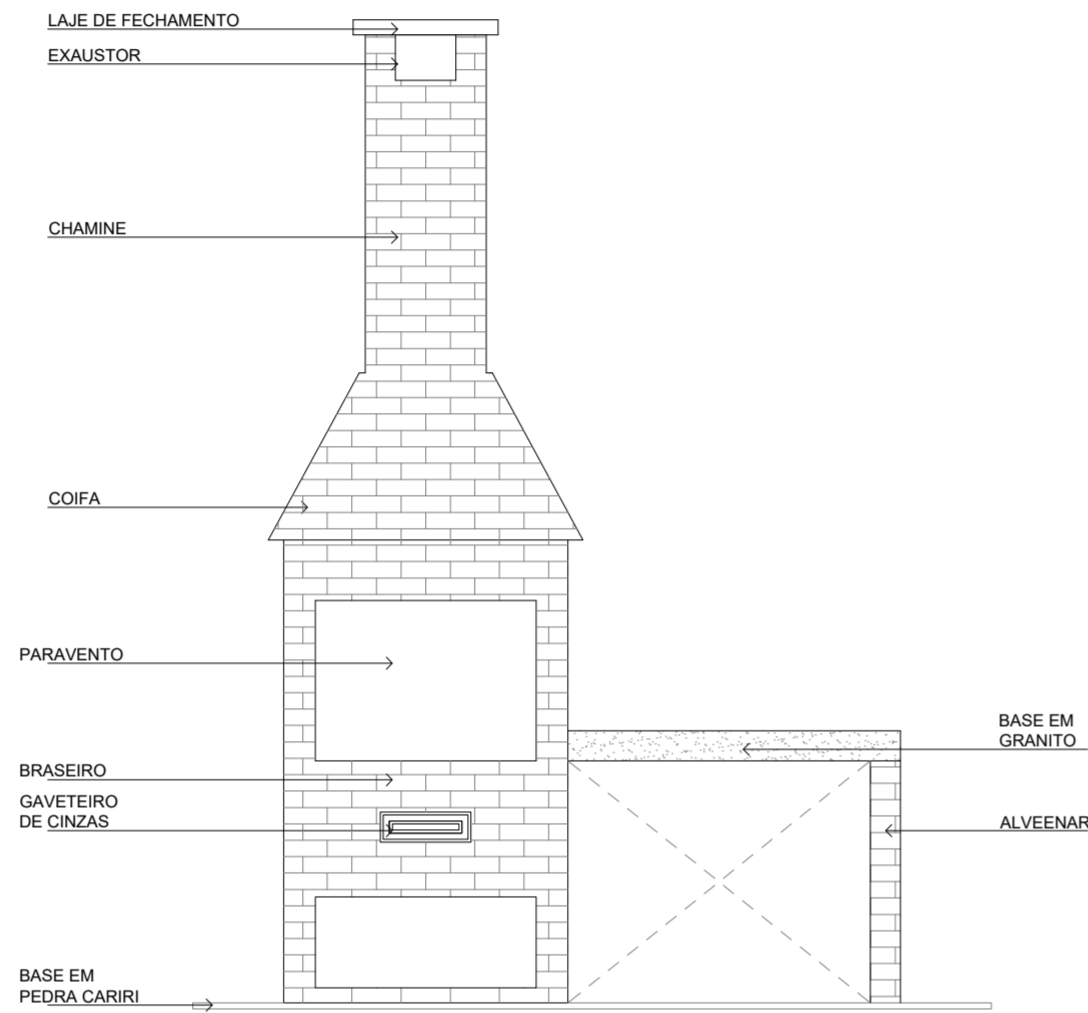 LAJE DE FECHAMENTO
EXAUSTOR
CHAMINE
COIFA
PARAVENTO
BASE EM
GRANITO
BRASEIRO
GAVETEIRO
DE CINZAS
ALVEENAR
BASE EM
PEDRA CARIRI